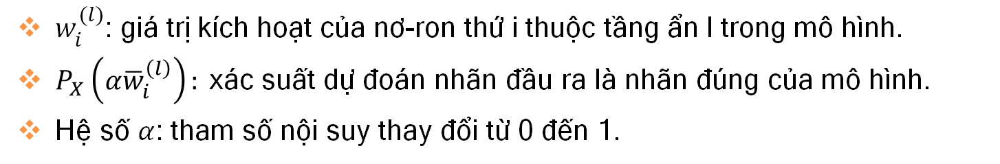 ❖ $w_i^{(l)}$: giá trị kích hoạt của nơ-ron thứ i thuộc tầng ẩn l trong mô hình.
❖ $P_X\left(\alpha \overline{w}_i^{(l)}\right)$: xác suất dự đoán nhãn đầu ra là nhãn đúng của mô hình.
❖ Hệ số $\alpha$: tham số nội suy thay đổi từ 0 đến 1.